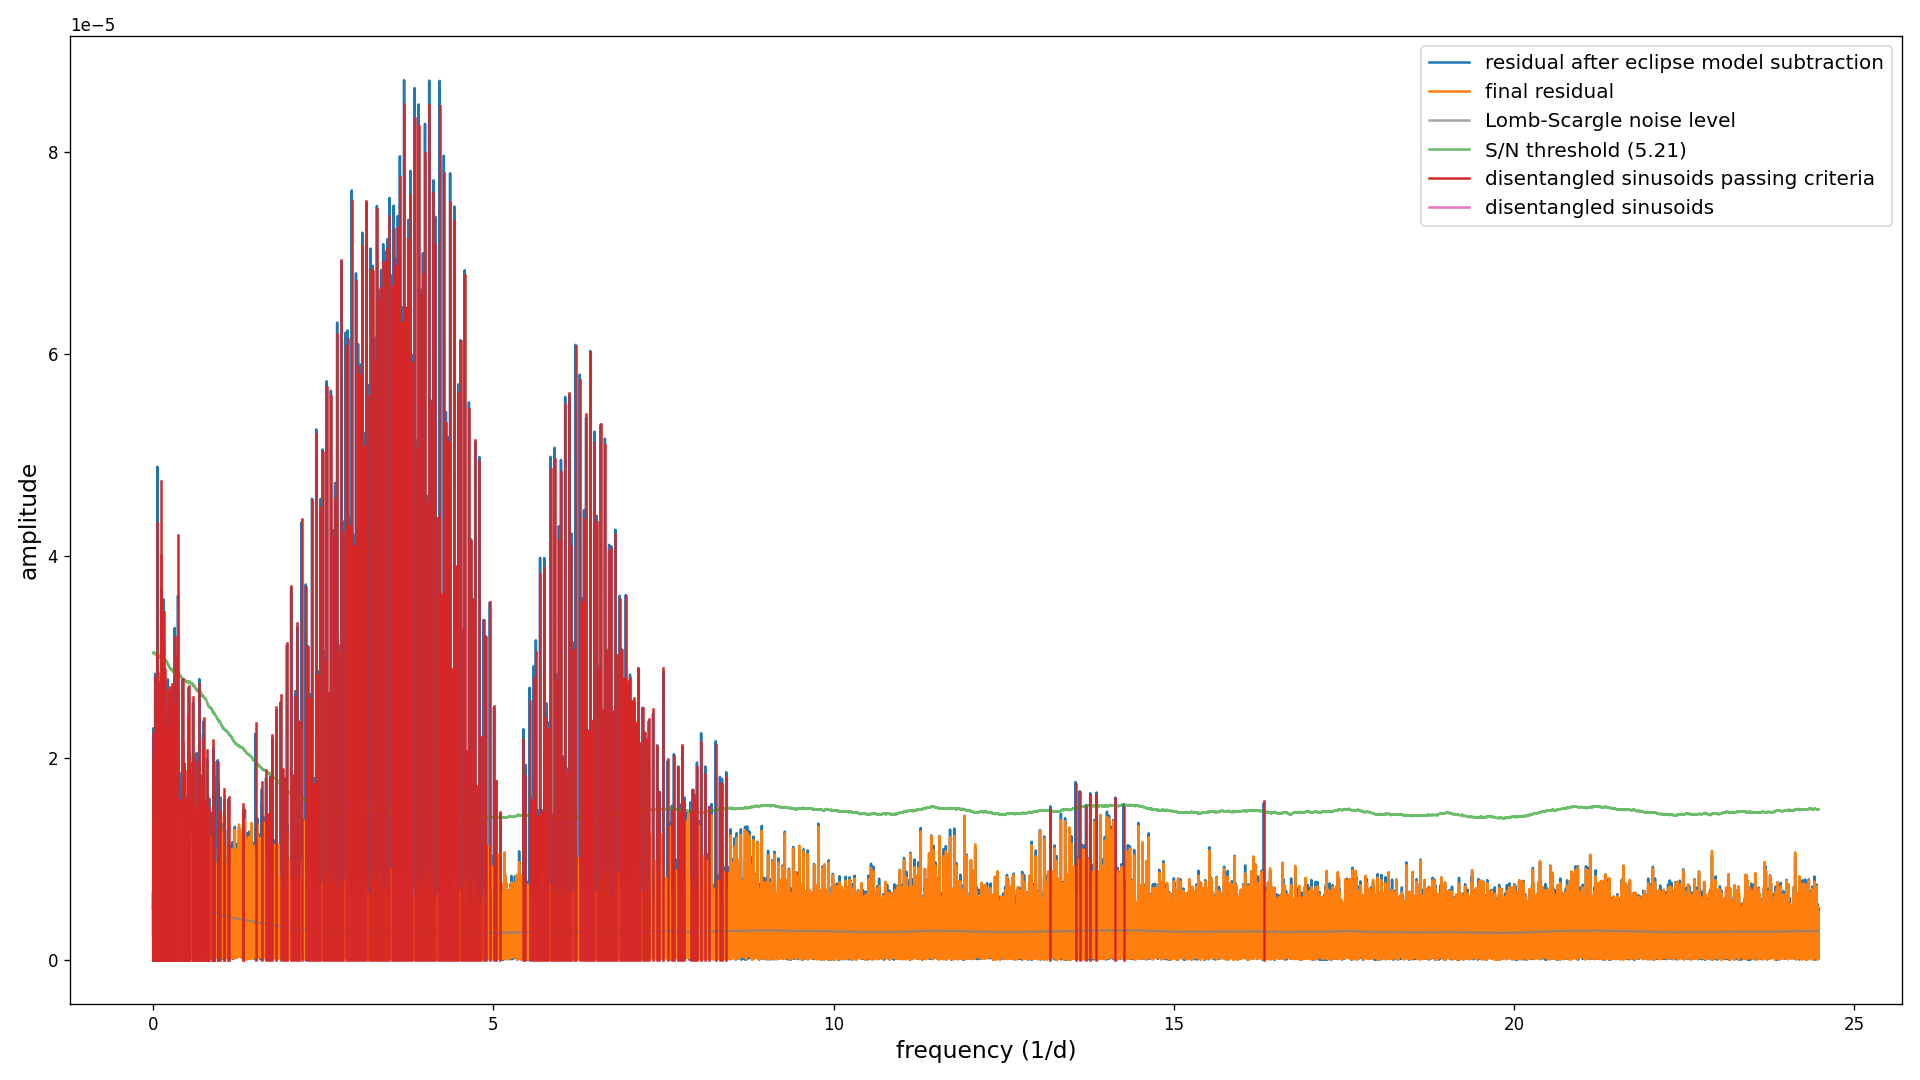 1e−5
residual after eclipse model subtraction
final residual
Lomb-Scargle noise level
S/N threshold (5.21)
disentangled sinusoids passing criteria
disentangled sinusoids
8
6
4
2
0
amplitude
0 5 10 15 20 25
frequency (1/d)